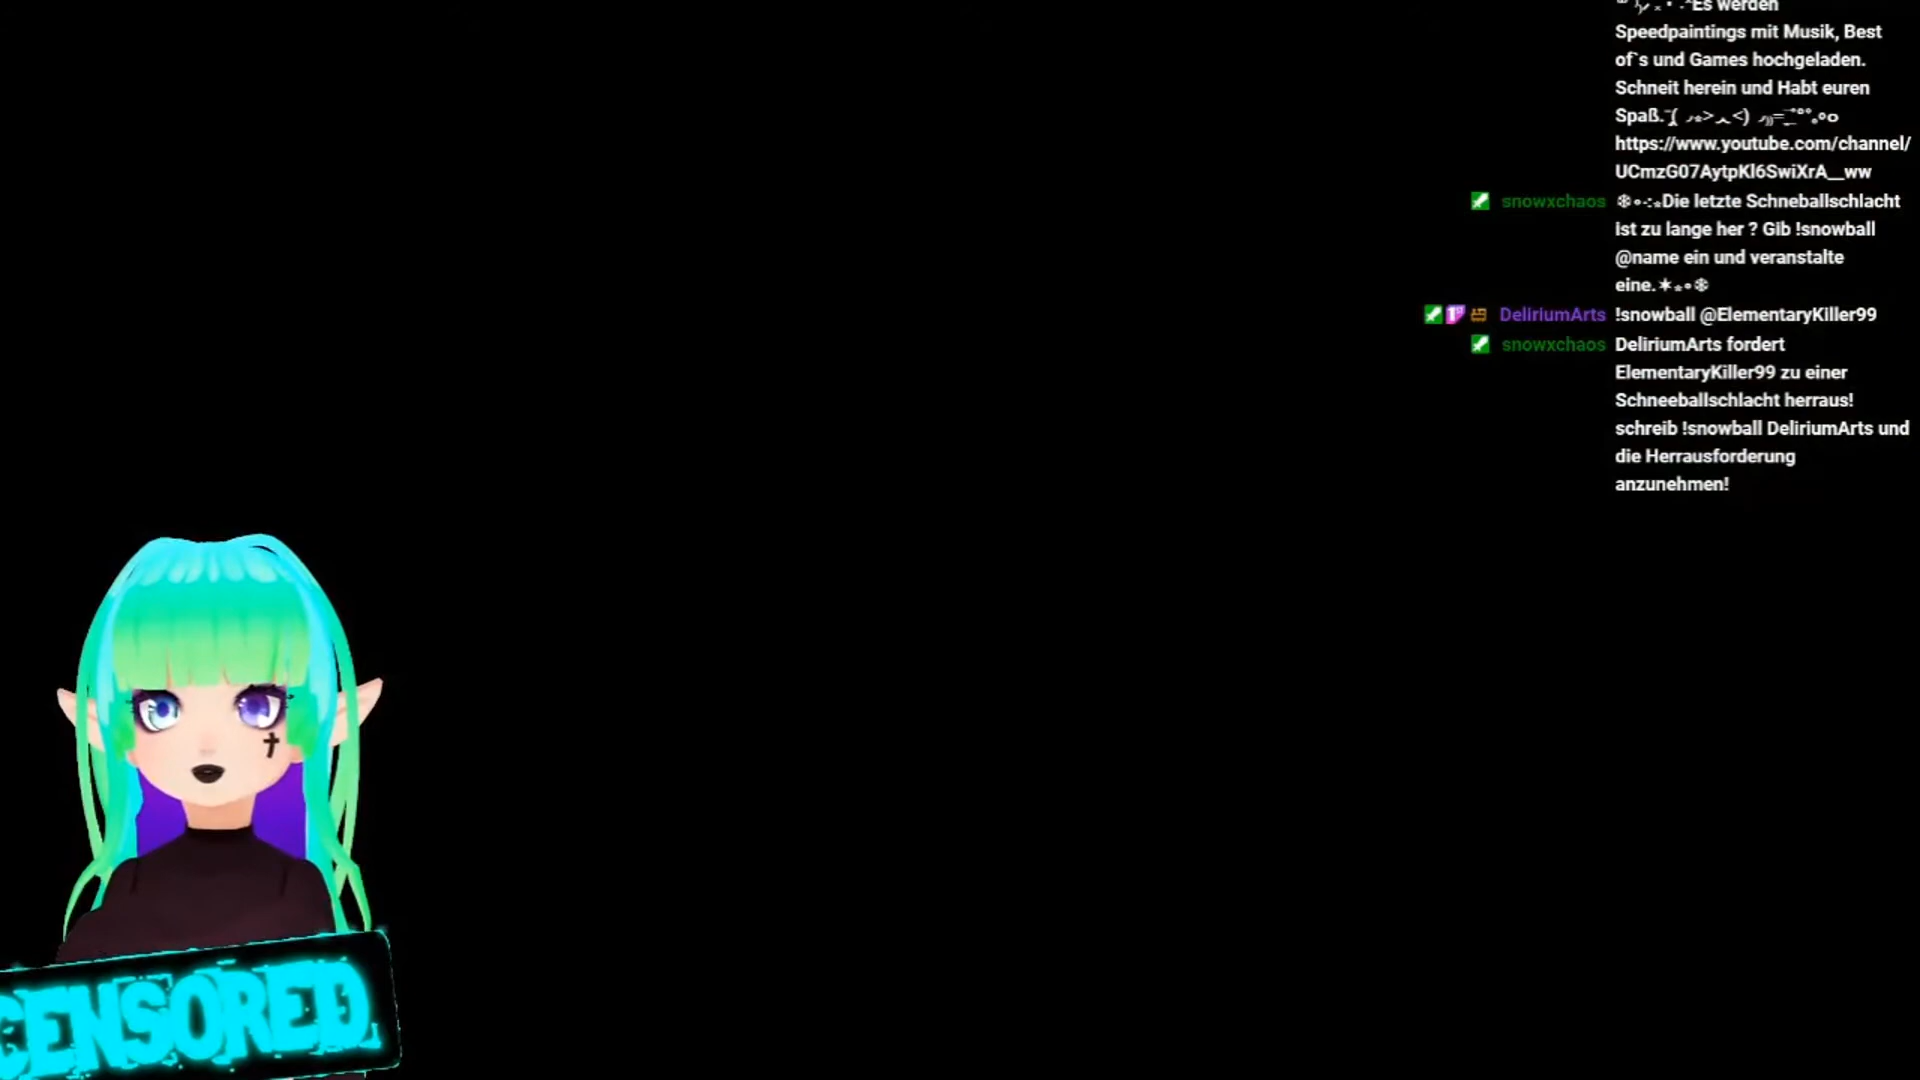 Es werden
Speedpaintings mit Musik, Best
of`s und Games hochgeladen.
Schneit herein und Habt euren
Spaß.
https://www.youtube.com/channel/
UCmzG07AytpKl6SwiXrA__ww
snowxchaos ❄∘-:⁎Die letzte Schneballschlacht
ist zu lange her ? Gib !snowball
@name ein und veranstalte
eine.✶⁎∘❄
DeliriumArts !snowball @ElementaryKiller99
snowxchaos DeliriumArts fordert
ElementaryKiller99 zu einer
Schneeballschlacht herraus!
schreib !snowball DeliriumArts und
die Herrausforderung
anzunehmen!
CENSORED